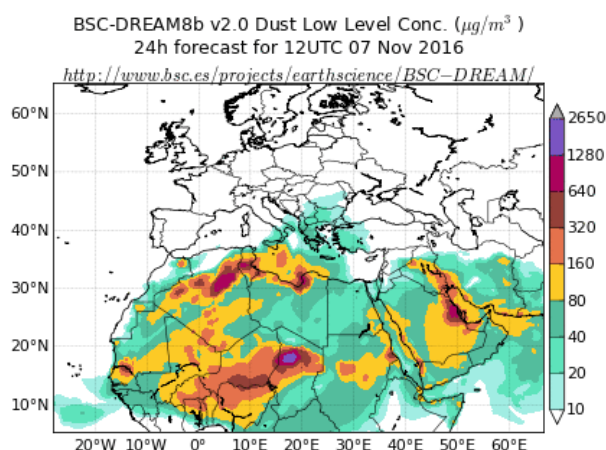 BSC-DREAM8b v2.0 Dust Low Level Conc. (μg/m³ )
24h forecast for 12UTC 07 Nov 2016
http://www.bsc.es/projects/earthscience/BSC-DREAM/
60°N
50°N
40°N
30°N
20°N
10°N
20°W 10°W 0° 10°E 20°E 30°E 40°E 50°E 60°E
2650
1280
640
320
160
80
40
20
10